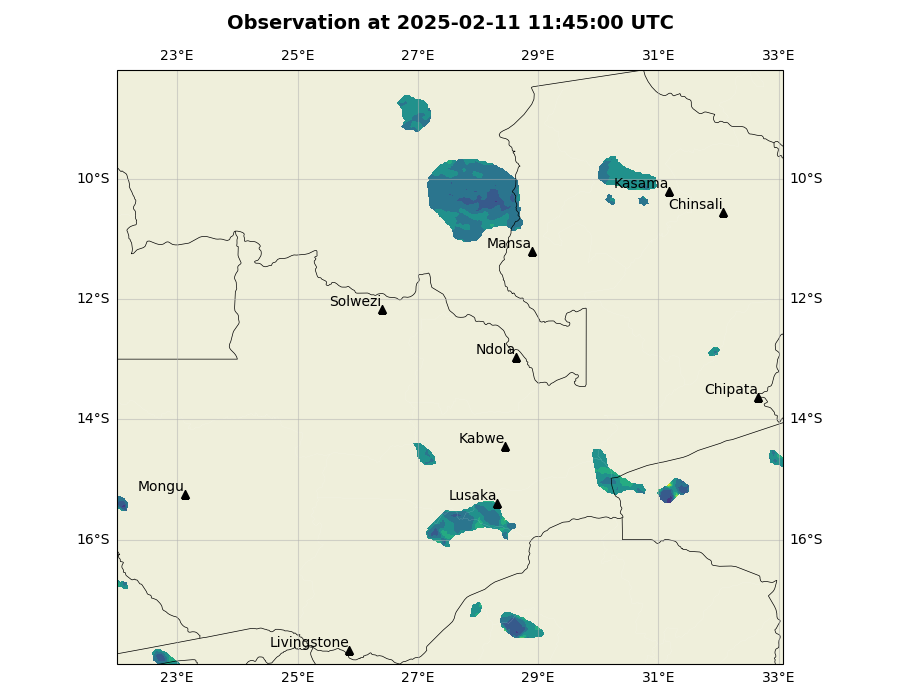 Observation at 2025-02-11 11:45:00 UTC
23°E 25°E 27°E 29°E 31°E 33°E
10°S Kasama 10°S
Chinsali
Mansa
12°S Solwezi 12°S
Ndola
Chipata
14°S 14°S
Kabwe
Mongu
Lusaka
16°S 16°S
Livingstone
23°E 25°E 27°E 29°E 31°E 33°E